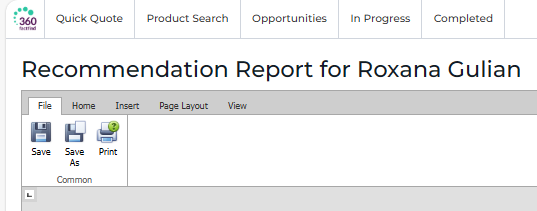 360 Quick Quote Product Search Opportunities In Progress Completed
Recommendation Report for Roxana Gulian
File Home Insert Page Layout View
Save Save As Print
Common